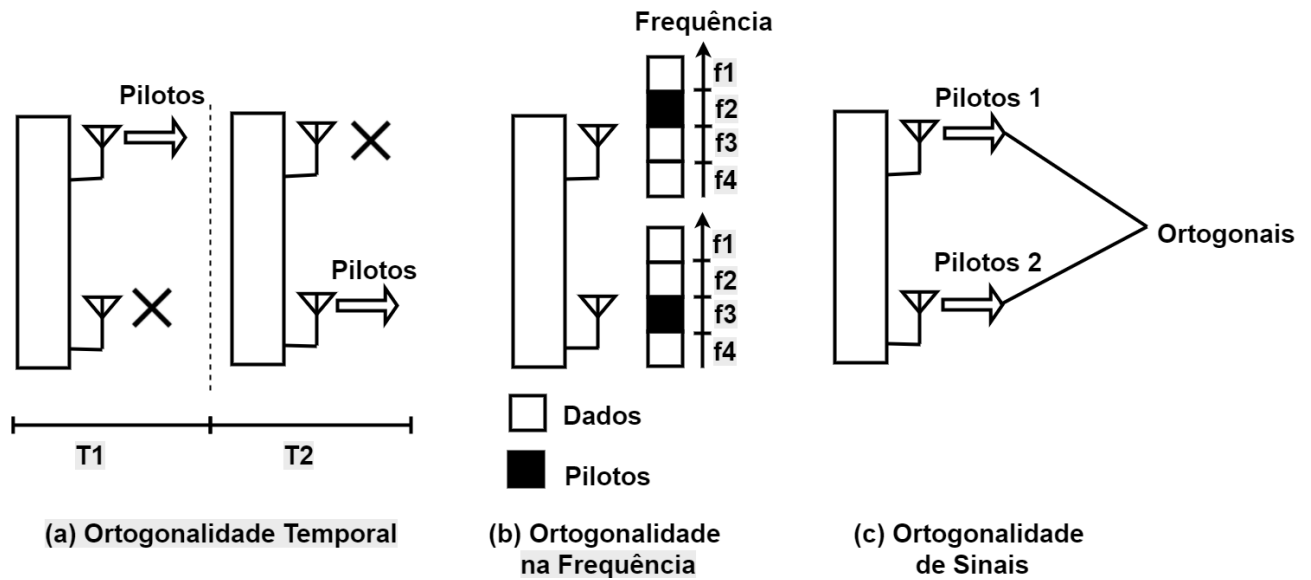 Pilotos
Pilotos
T1
T2
(a) Ortogonalidade Temporal
Frequência
f1
f2
f3
f4
f1
f2
f3
f4
Dados
Pilotos
(b) Ortogonalidade
na Frequência
Pilotos 1
Pilotos 2
Ortogonais
(c) Ortogonalidade
de Sinais